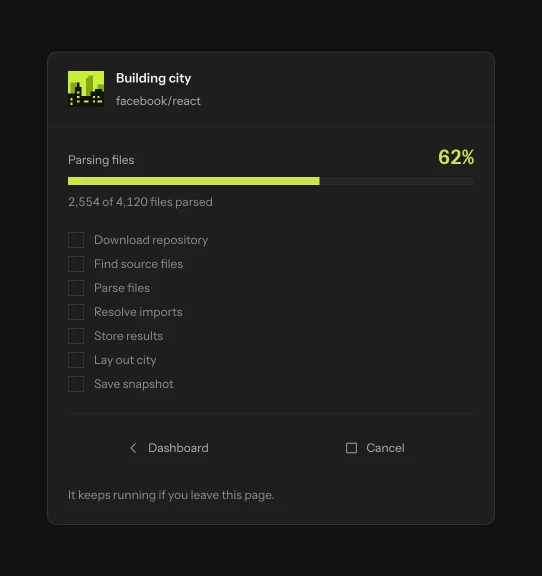 Building city
facebook/react
Parsing files
62%
2,554 of 4,120 files parsed
Download repository
Find source files
Parse files
Resolve imports
Store results
Lay out city
Save snapshot
Dashboard
Cancel
It keeps running if you leave this page.